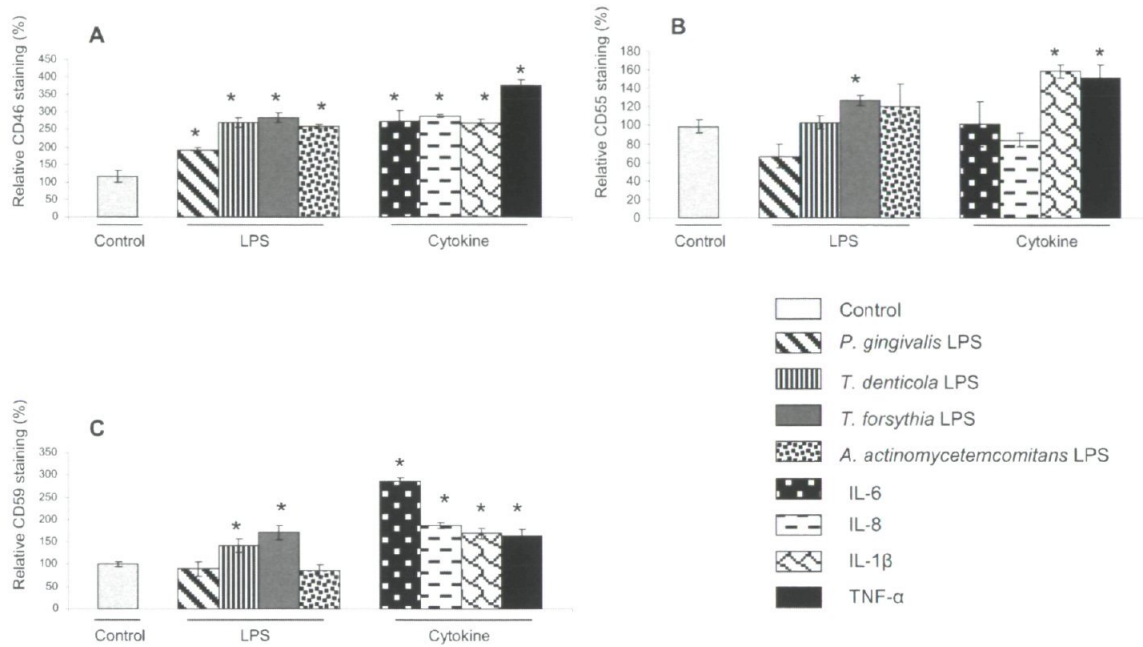 A
Relative CD46 staining (%)
450
400
350
300
250
200
150
100
50
0
* * * * * * * *
Control LPS Cytokine
B
Relative CD55 staining (%)
180
160
140
120
100
80
60
40
20
0
* * *
Control LPS Cytokine
C
Relative CD59 staining (%)
350
300
250
200
150
100
50
0
* * * * * *
Control LPS Cytokine
Control
P. gingivalis LPS
T. denticola LPS
T. forsythia LPS
A. actinomycetemcomitans LPS
IL-6
IL-8
IL-1β
TNF-α